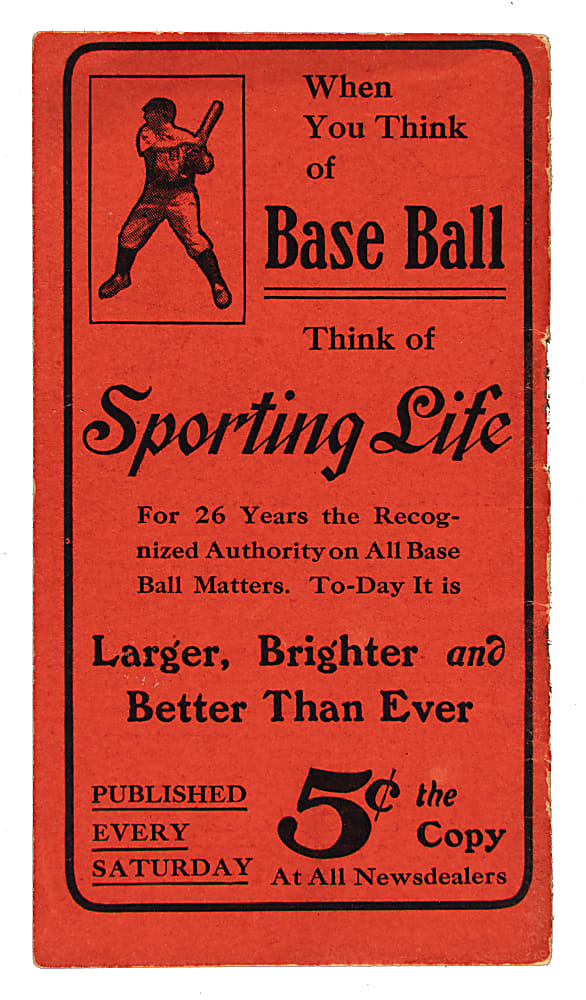 When
You Think
of
Base Ball
Think of
Sporting Life
For 26 Years the Recog-
nized Authority on All Base
Ball Matters. To-Day It is
Larger, Brighter and
Better Than Ever
PUBLISHED
EVERY
SATURDAY
5¢ the
Copy
At All Newsdealers